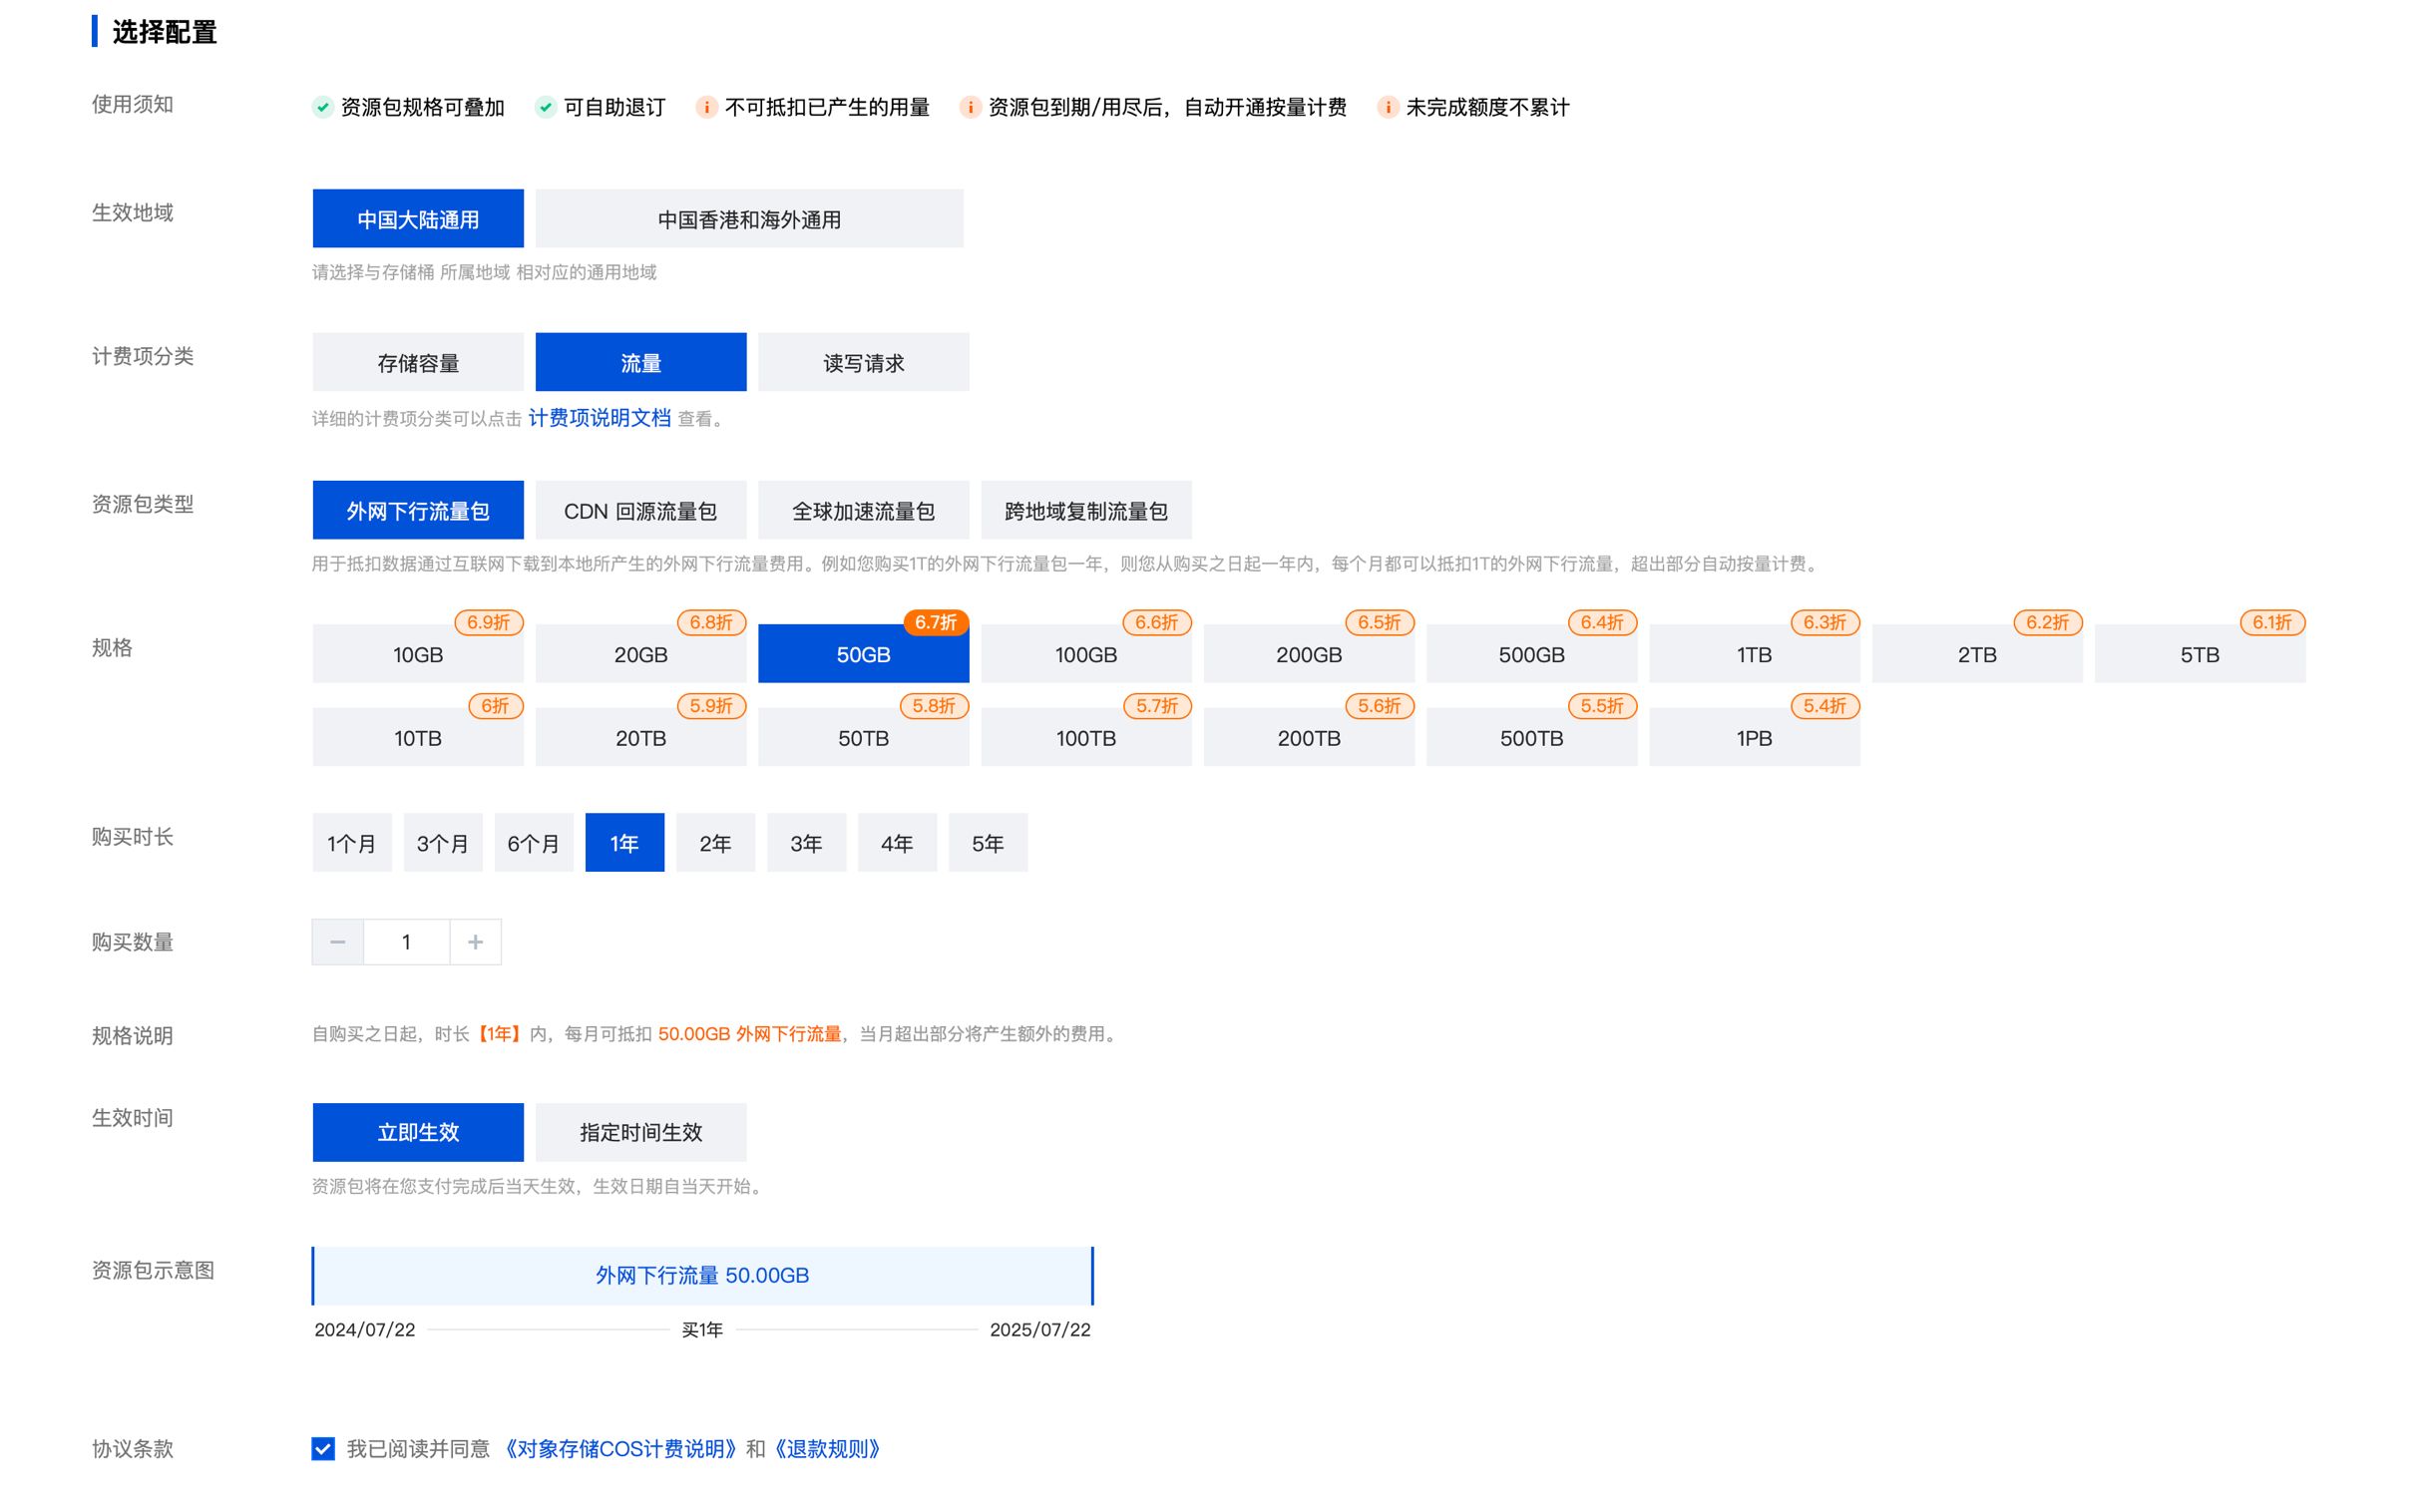 选择配置
使用须知 资源包规格可叠加 可自助退订 不可抵扣已产生的用量 资源包到期/用尽后，自动开通按量计费 未完成额度不累计
生效地域 中国大陆通用 中国香港和海外通用
请选择与存储桶 所属地域 相对应的通用地域
计费项分类 存储容量 流量 读写请求
详细的计费项分类可以点击 计费项说明文档 查看。
资源包类型 外网下行流量包 CDN 回源流量包 全球加速流量包 跨地域复制流量包
用于抵扣数据通过互联网下载到本地所产生的外网下行流量费用。例如您购买1T的外网下行流量包一年，则您从购买之日起一年内，每个月都可以抵扣1T的外网下行流量，超出部分自动按量计费。
6.9折 6.8折 6.7折 6.6折 6.5折 6.4折 6.3折 6.2折 6.1折
规格 10GB 20GB 50GB 100GB 200GB 500GB 1TB 2TB 5TB
6折 5.9折 5.8折 5.7折 5.6折 5.5折 5.4折
10TB 20TB 50TB 100TB 200TB 500TB 1PB
购买时长 1个月 3个月 6个月 1年 2年 3年 4年 5年
购买数量 − 1 +
规格说明 自购买之日起，时长【1年】内，每月可抵扣 50.00GB 外网下行流量，当月超出部分将产生额外的费用。
生效时间 立即生效 指定时间生效
资源包将在您支付完成后当天生效，生效日期自当天开始。
资源包示意图 外网下行流量 50.00GB
2024/07/22 买1年 2025/07/22
协议条款 我已阅读并同意 《对象存储COS计费说明》和《退款规则》